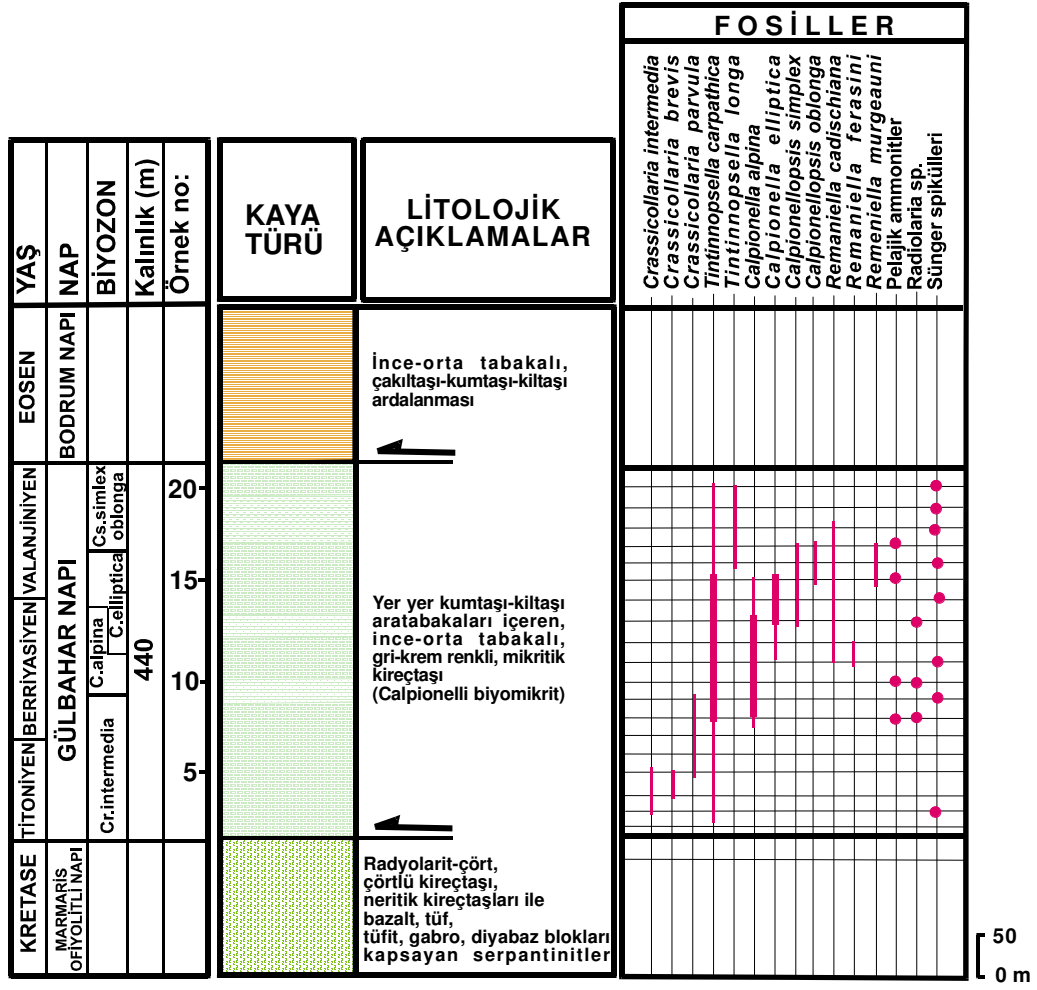 FOSİLLER
Crassicollaria intermedia
Crassicollaria brevis
Crassicollaria parvula
Tintinnopsella carpathica
Tintinnopsella longa
Calpionella alpina
Calpionella elliptica
Calpionellopsis simplex
Calpionellopsis oblonga
Remaniella cadischiana
Remaniella ferasini
Remeniella murgeauni
Pelajik ammonitler
Radiolaria sp.
Sünger spikülleri
YAŞ
NAP
BİYOZON
Kalınlık (m)
Örnek no:
KAYA
TÜRÜ
LİTOLOJİK
AÇIKLAMALAR
EOSEN
BODRUM NAPI
İnce-orta tabakalı,
çakıltaşı-kumtaşı-kiltaşı
ardalanması
VALANJİNİYEN
BERRİYASİYEN
TİTONİYEN
GÜLBAHAR NAPI
Cs.simlex
oblonga
C.elliptica
C.alpina
Cr.intermedia
440
20
15
10
5
Yer yer kumtaşı-kiltaşı
aratabakaları içeren,
ince-orta tabakalı,
gri-krem renkli, mikritik
kireçtaşı
(Calpionelli biyomikrit)
KRETASE
MARMARİS
OFİYOLİTLİ NAPI
Radyolarit-çört,
çörtlü kireçtaşı,
neritik kireçtaşları ile
bazalt, tüf,
tüfit, gabro, diyabaz blokları
kapsayan serpantinitler
50
0 m